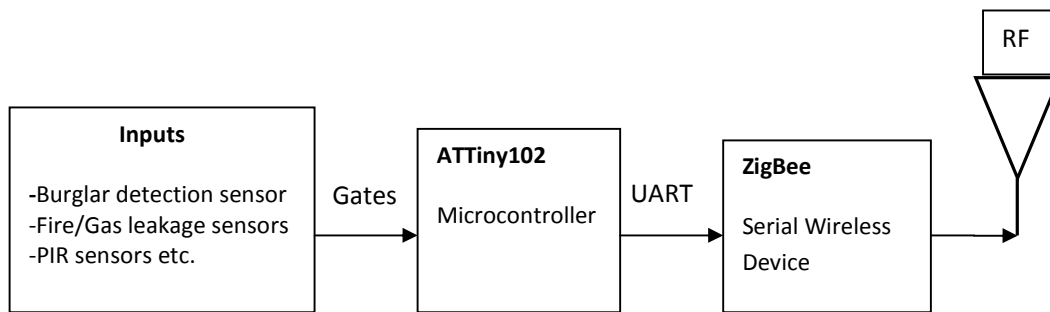 Inputs
-Burglar detection sensor
-Fire/Gas leakage sensors
-PIR sensors etc.
Gates
ATTiny102
Microcontroller
UART
ZigBee
Serial Wireless
Device
RF